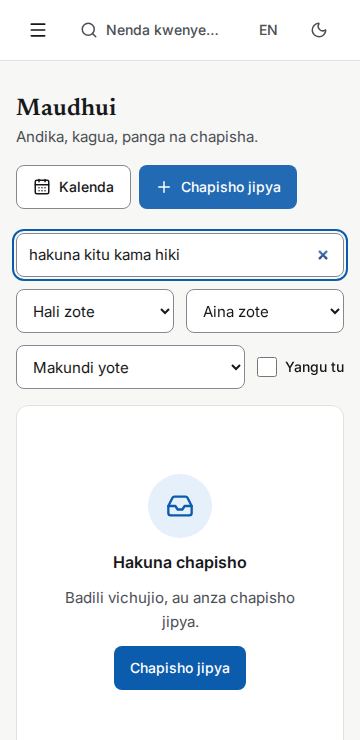 Nenda kwenye...
EN
Maudhui
Andika, kagua, panga na chapisha.
Kalenda
Chapisho jipya
hakuna kitu kama hiki
Hali zote
Aina zote
Makundi yote
Yangu tu
Hakuna chapisho
Badili vichujio, au anza chapisho
jipya.
Chapisho jipya